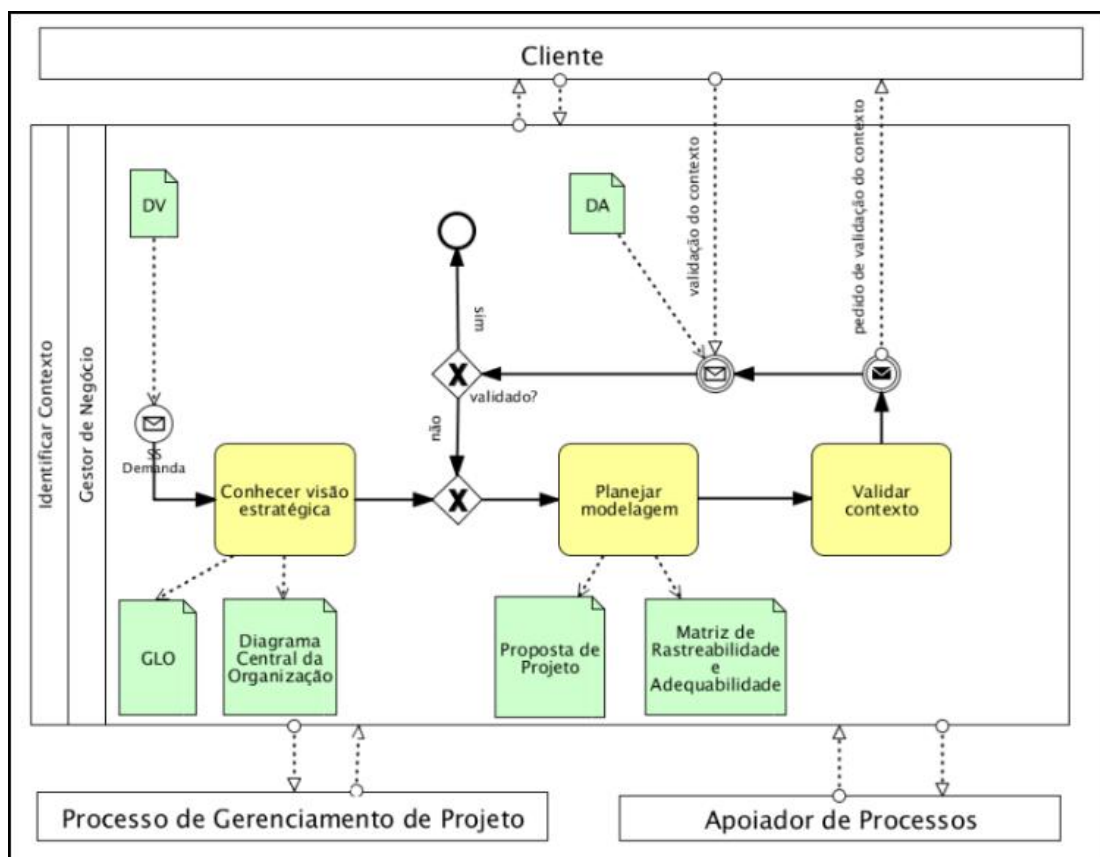 Cliente
Identificar Contexto
Gestor de Negócio
DV
DA
validação do contexto
pedido de validação do contexto
sim
validado?
não
SS
Demanda
Conhecer visão
estratégica
Planejar
modelagem
Validar
contexto
GLO
Diagrama
Central da
Organização
Proposta de
Projeto
Matriz de
Rastreabilidade
e
Adequabilidade
Processo de Gerenciamento de Projeto
Apoiador de Processos